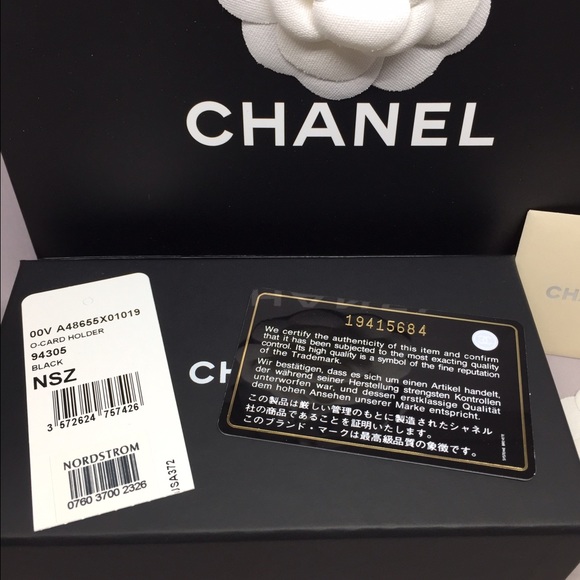 CHANEL
CHANEL
00V A48655X01019
O-CARD HOLDER
94305
BLACK
NSZ
3 572624 757426
NORDSTROM
0760 3700 2326
19415684
We certify the authenticity of this item and confirm
that it has been subjected to the most exacting quality
control. Its high quality is a symbol of the fine reputation
of the Trademark.
Wir bestätigen, dass es sich um einen Artikel handelt,
der während seiner Herstellung strengsten Kontrollen
unterworfen war, und dessen erstklassige Qualität
dem hohen Ansehen unserer Marke entspricht.
この製品は厳しい管理のもとに製造されたシャネル
社の商品であることを証明いたします。
このブランド・マークは最高級品質の象徴です。